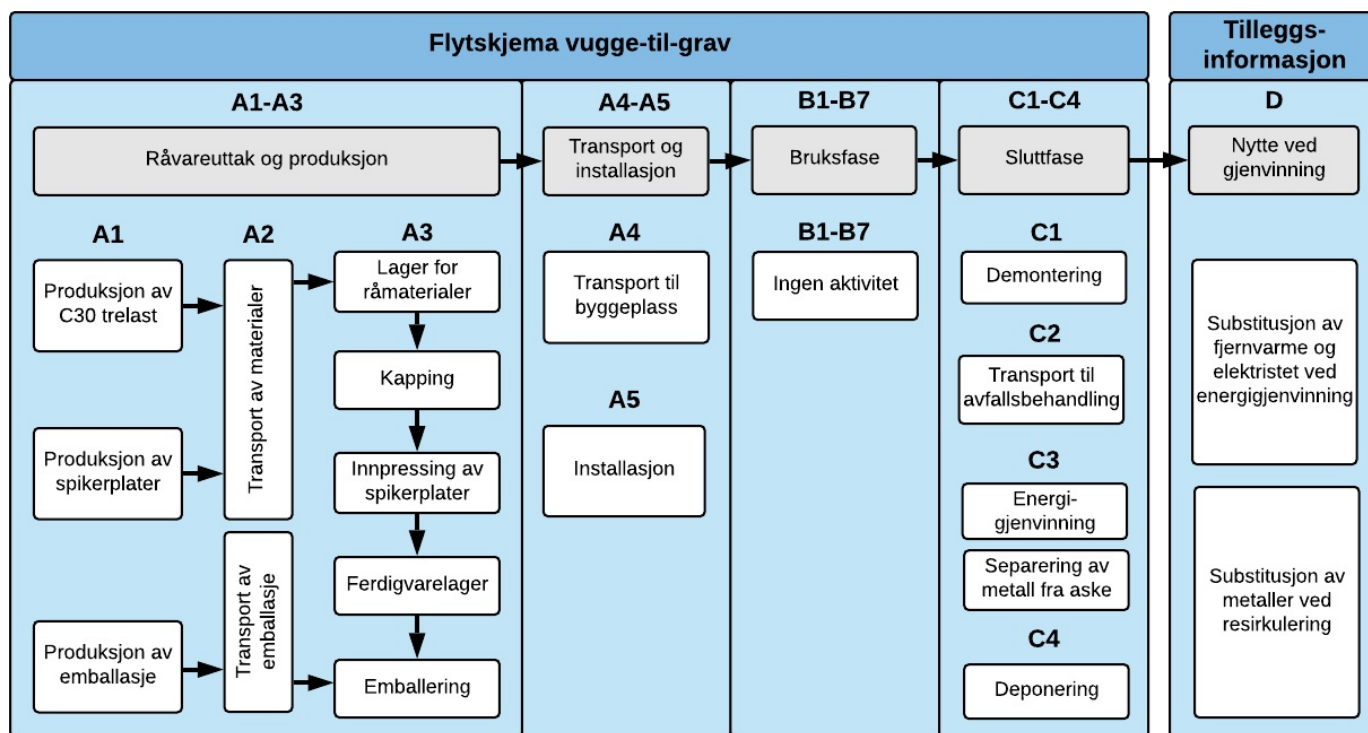 Flytskjema vugge-til-grav
Tilleggs-
informasjon
A1-A3
Råvareuttak og produksjon
A4-A5
Transport og
installasjon
B1-B7
Bruksfase
C1-C4
Sluttfase
D
Nytte ved
gjenvinning
A1
Produksjon av
C30 trelast
Produksjon av
spikerplater
Produksjon av
emballasje
A2
Transport av materialer
Transport av
emballasje
A3
Lager for
råmaterialer
Kapping
Innpressing av
spikerplater
Ferdigvarelager
Emballering
A4
Transport til
byggeplass
A5
Installasjon
B1-B7
Ingen aktivitet
C1
Demontering
C2
Transport til
avfallsbehandling
C3
Energi-
gjenvinning
Separering av
metall fra aske
C4
Deponering
Substitusjon av
fjernvarme og
elektristet ved
energigjenvinning
Substitusjon av
metaller ved
resirkulering